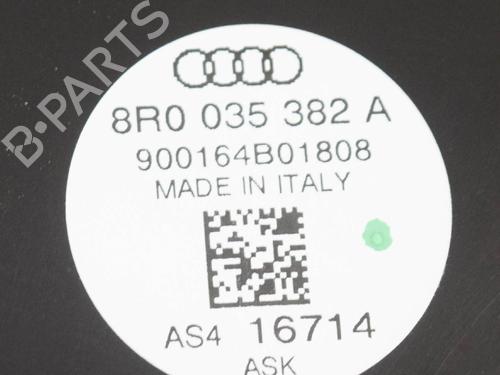 B-PARTS
8R0 035 382 A
900164B01808
MADE IN ITALY
AS4 16714
ASK